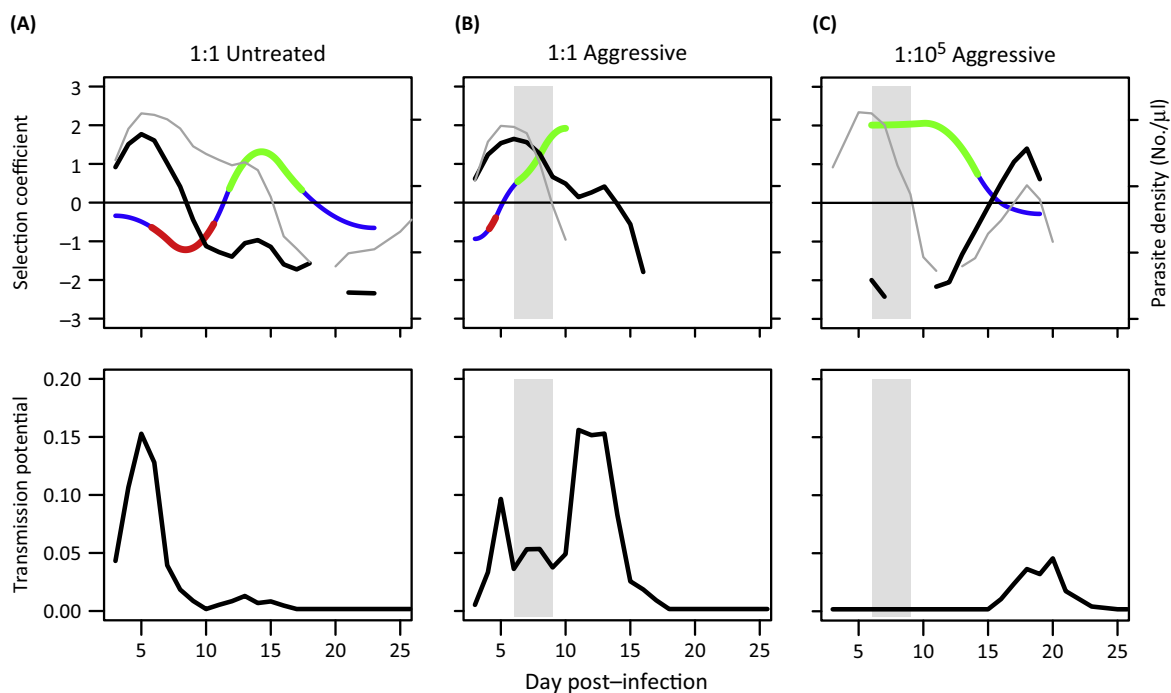 (A)
(B)
(C)
1:1 Untreated
1:1 Aggressive
1:10⁵ Aggressive
3
2
1
0
–1
–2
–3
Selection coefficient
Parasite density (No./μl)
0.20
0.15
0.10
0.05
0.00
Transmission potential
5 10 15 20 25
5 10 15 20 25
5 10 15 20 25
Day post–infection